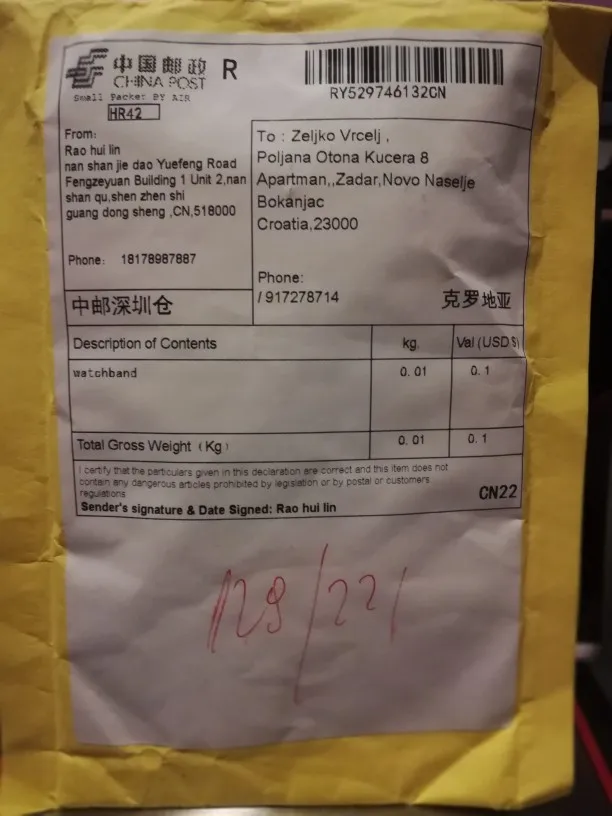 中国邮政
CHINA POST
R
Small Packet BY AIR
HR42
RY529746132CN
From:
Rao hui lin
nan shan jie dao Yuefeng Road
Fengzeyuan Building 1 Unit 2,nan
shan qu,shen zhen shi
guang dong sheng ,CN,518000
Phone: 18178987887
中邮深圳仓
To : Zeljko Vrcelj ,
Poljana Otona Kucera 8
Apartman,,Zadar,Novo Naselje
Bokanjac
Croatia,23000
Phone:
/ 917278714
克罗地亚
Description of Contents kg. Val (USD $)
watchband 0. 01 0. 1
Total Gross Weight (Kg) 0. 01 0. 1
I certify that the particulars given in this declaration are correct and this item does not
contain any dangerous articles prohibited by legislation or by postal or customers
regulations
Sender's signature & Date Signed: Rao hui lin
CN22